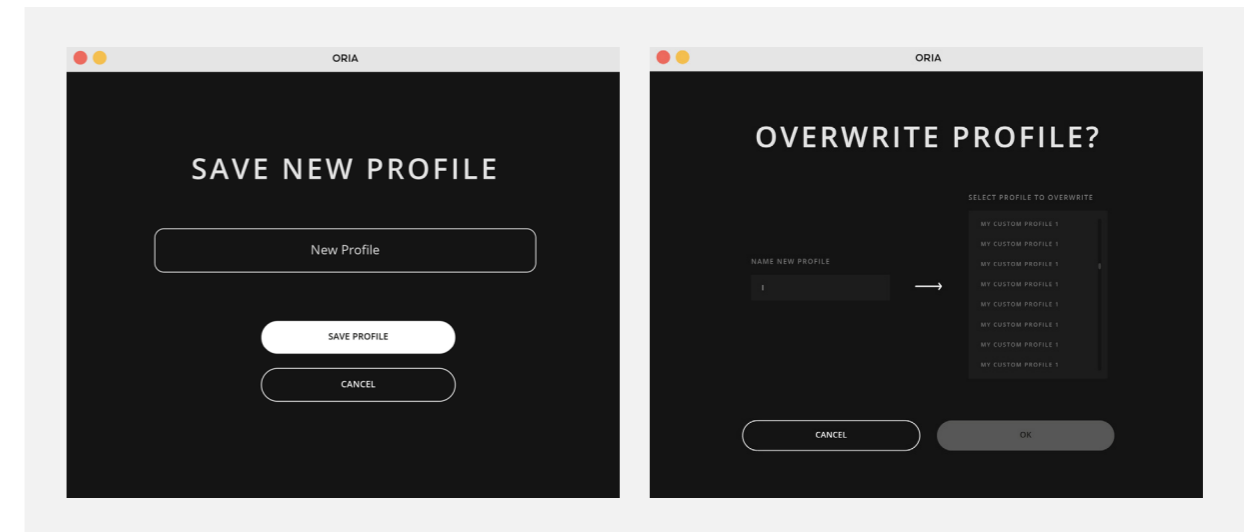 ORIA
SAVE NEW PROFILE
New Profile
SAVE PROFILE
CANCEL
ORIA
OVERWRITE PROFILE?
NAME NEW PROFILE
SELECT PROFILE TO OVERWRITE
MY CUSTOM PROFILE 1
MY CUSTOM PROFILE 1
MY CUSTOM PROFILE 1
MY CUSTOM PROFILE 1
MY CUSTOM PROFILE 1
MY CUSTOM PROFILE 1
MY CUSTOM PROFILE 1
MY CUSTOM PROFILE 1
CANCEL
OK